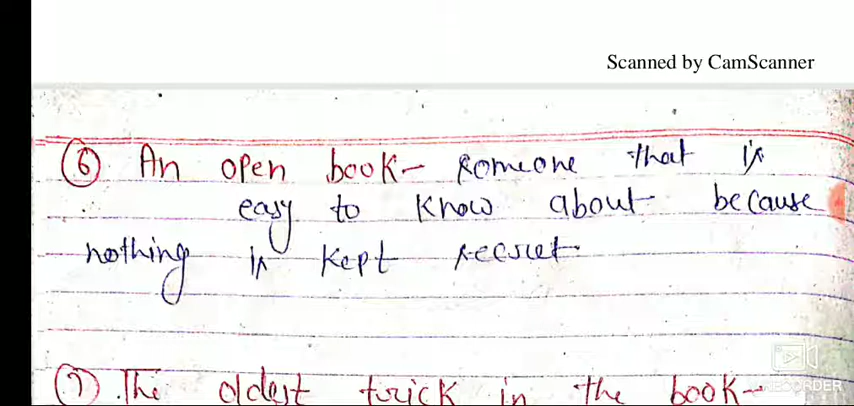 Scanned by CamScanner
(6) An open book- someone that is
easy to know about because
nothing is kept secret.
(7) The oldest trick in the book-
RECORDER